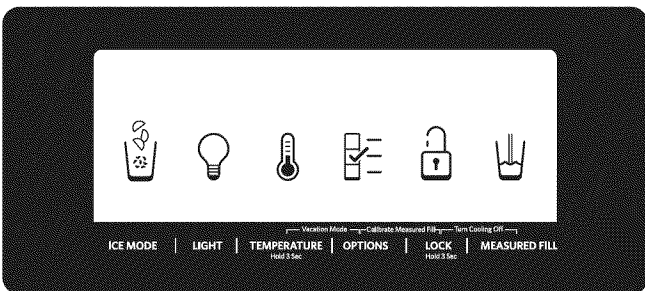 Vacation Mode Calibrate Measured Fill Turn Cooling Off
ICE MODE | LIGHT | TEMPERATURE | OPTIONS | LOCK | MEASURED FILL
Hold 3 Sec Hold 3 Sec